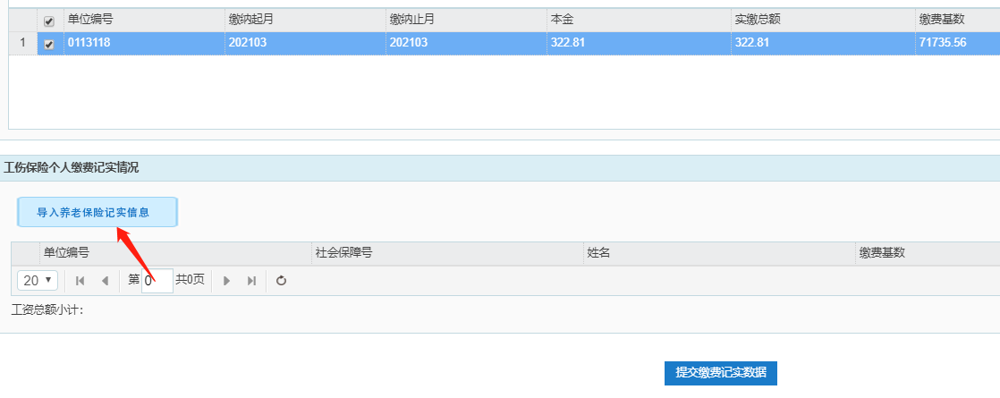 单位编号 缴纳起月 缴纳止月 本金 实缴总额 缴费基数
1 0113118 202103 202103 322.81 322.81 71735.56
工伤保险个人缴费记实情况
导入养老保险记实信息
单位编号 社会保障号 姓名 缴费基数
20 第 0 共0页
工资总额小计：
提交缴费记实数据